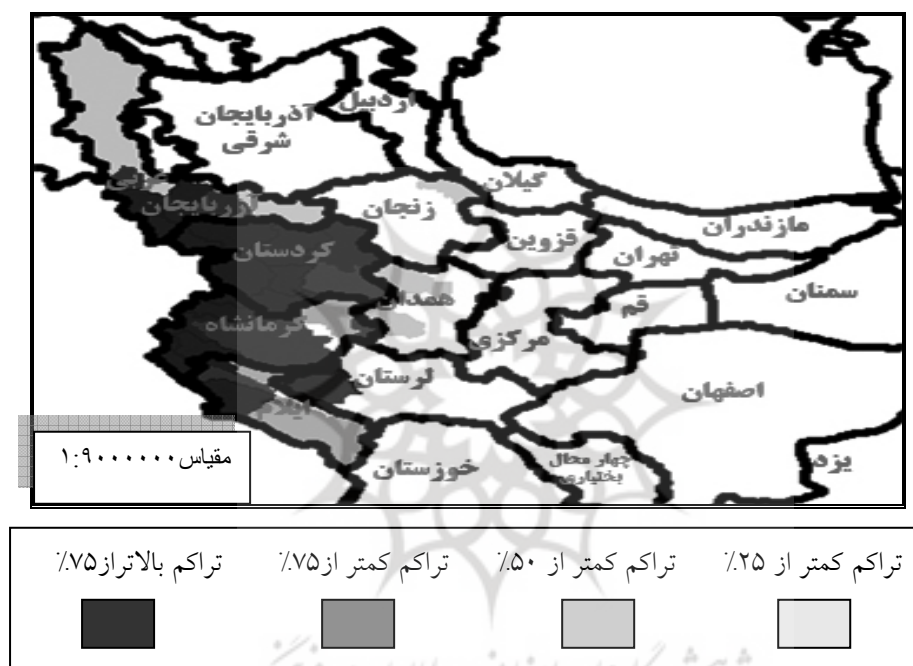 اردبیل
آذربایجان
شرقی
غربی
آذربایجان
گیلان
زنجان
مازندران
قزوین
تهران
کردستان
سمنان
همدان
قم
کرمانشاه
مرکزی
لرستان
اصفهان
ایلام
خوزستان
چهار محال
بختیاری
یزد
مقیاس ۱:۹۰۰۰۰۰۰
تراکم کمتر از ۲۵٪ تراکم کمتر از ۵۰٪ تراکم کمتر از ۷۵٪ تراکم بالاتراز۷۵٪